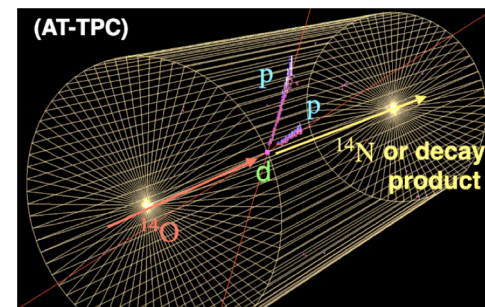 (AT-TPC)
p
p
d
¹⁴N or decay
product
¹⁴O